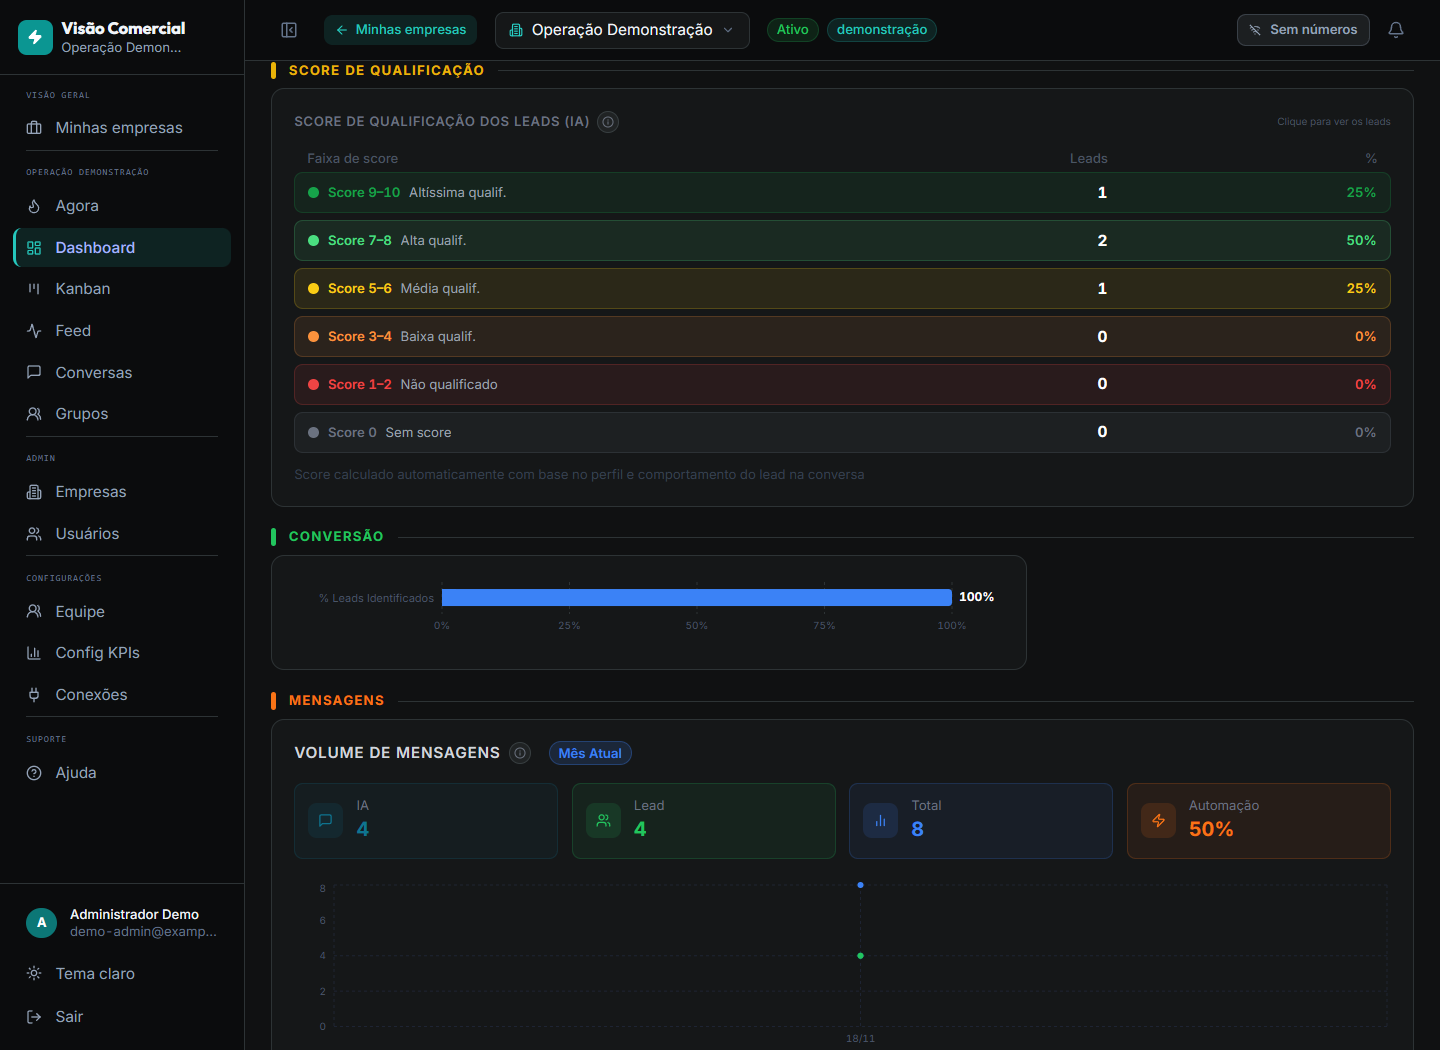 Visão Comercial
Operação Demon...
VISÃO GERAL
Minhas empresas
OPERAÇÃO DEMONSTRAÇÃO
Agora
Dashboard
Kanban
Feed
Conversas
Grupos
ADMIN
Empresas
Usuários
CONFIGURAÇÕES
Equipe
Config KPIs
Conexões
SUPORTE
Ajuda
A
Administrador Demo
demo-admin@examp...
Tema claro
Sair
Minhas empresas
Operação Demonstração
Ativo
demonstração
Sem números
SCORE DE QUALIFICAÇÃO
SCORE DE QUALIFICAÇÃO DOS LEADS (IA)
Clique para ver os leads
Faixa de score Leads %
Score 9–10 Altíssima qualif. 1 25%
Score 7–8 Alta qualif. 2 50%
Score 5–6 Média qualif. 1 25%
Score 3–4 Baixa qualif. 0 0%
Score 1–2 Não qualificado 0 0%
Score 0 Sem score 0 0%
Score calculado automaticamente com base no perfil e comportamento do lead na conversa
CONVERSÃO
% Leads Identificados 100%
0% 25% 50% 75% 100%
MENSAGENS
VOLUME DE MENSAGENS Mês Atual
IA
4
Lead
4
Total
8
Automação
50%
8
6
4
2
0
18/11